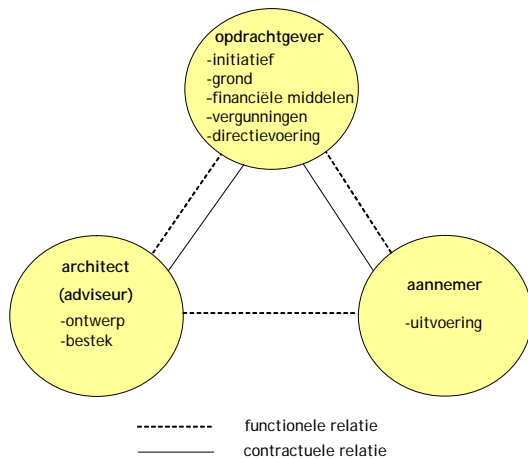 opdrachtgever
-initiatief
-grond
-financiële middelen
-vergunningen
-directievoering
architect
(adviseur)
-ontwerp
-bestek
aannemer
-uitvoering
functionele relatie
contractuele relatie